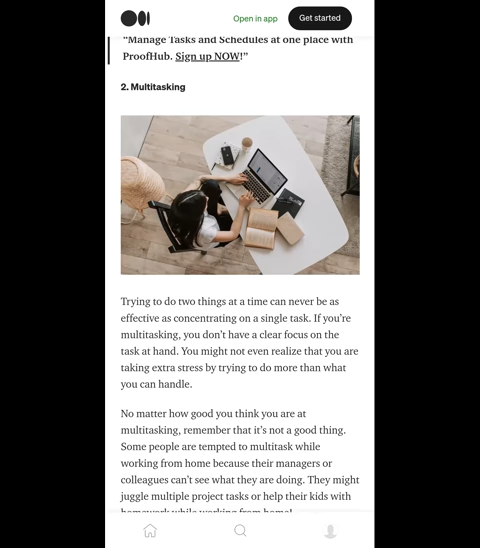 Open in app
Get started
“Manage Tasks and Schedules at one place with
ProofHub. Sign up NOW!”
2. Multitasking
Trying to do two things at a time can never be as
effective as concentrating on a single task. If you’re
multitasking, you don’t have a clear focus on the
task at hand. You might not even realize that you are
taking extra stress by trying to do more than what
you can handle.
No matter how good you think you are at
multitasking, remember that it’s not a good thing.
Some people are tempted to multitask while
working from home because their managers or
colleagues can’t see what they are doing. They might
juggle multiple project tasks or help their kids with
homework while working from home!